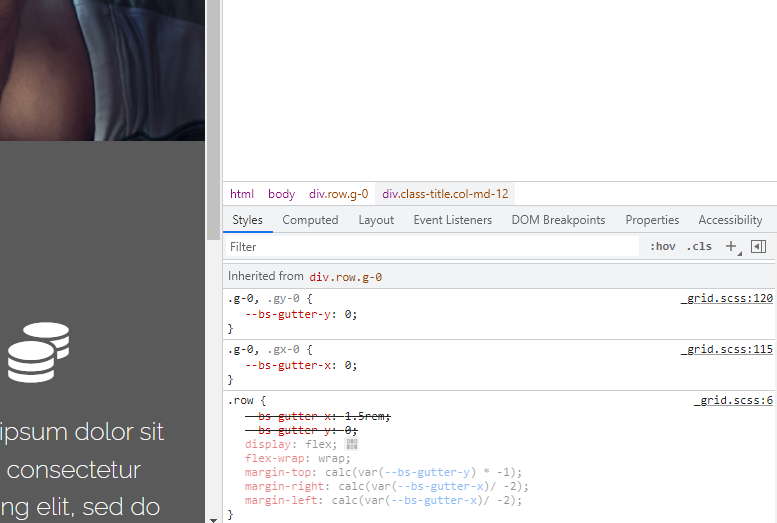 html body div.row.g-0 div.class-title.col-md-12
Styles Computed Layout Event Listeners DOM Breakpoints Properties Accessibility
Filter :hov .cls +
Inherited from div.row.g-0
.g-0, .gy-0 { _grid.scss:120
--bs-gutter-y: 0;
}
.g-0, .gx-0 { _grid.scss:115
--bs-gutter-x: 0;
}
.row { _grid.scss:6
--bs-gutter-x: 1.5rem;
--bs-gutter-y: 0;
display: flex;
flex-wrap: wrap;
margin-top: calc(var(--bs-gutter-y) * -1);
margin-right: calc(var(--bs-gutter-x)/ -2);
margin-left: calc(var(--bs-gutter-x)/ -2);
}
ipsum dolor sit
consectetur
ng elit, sed do